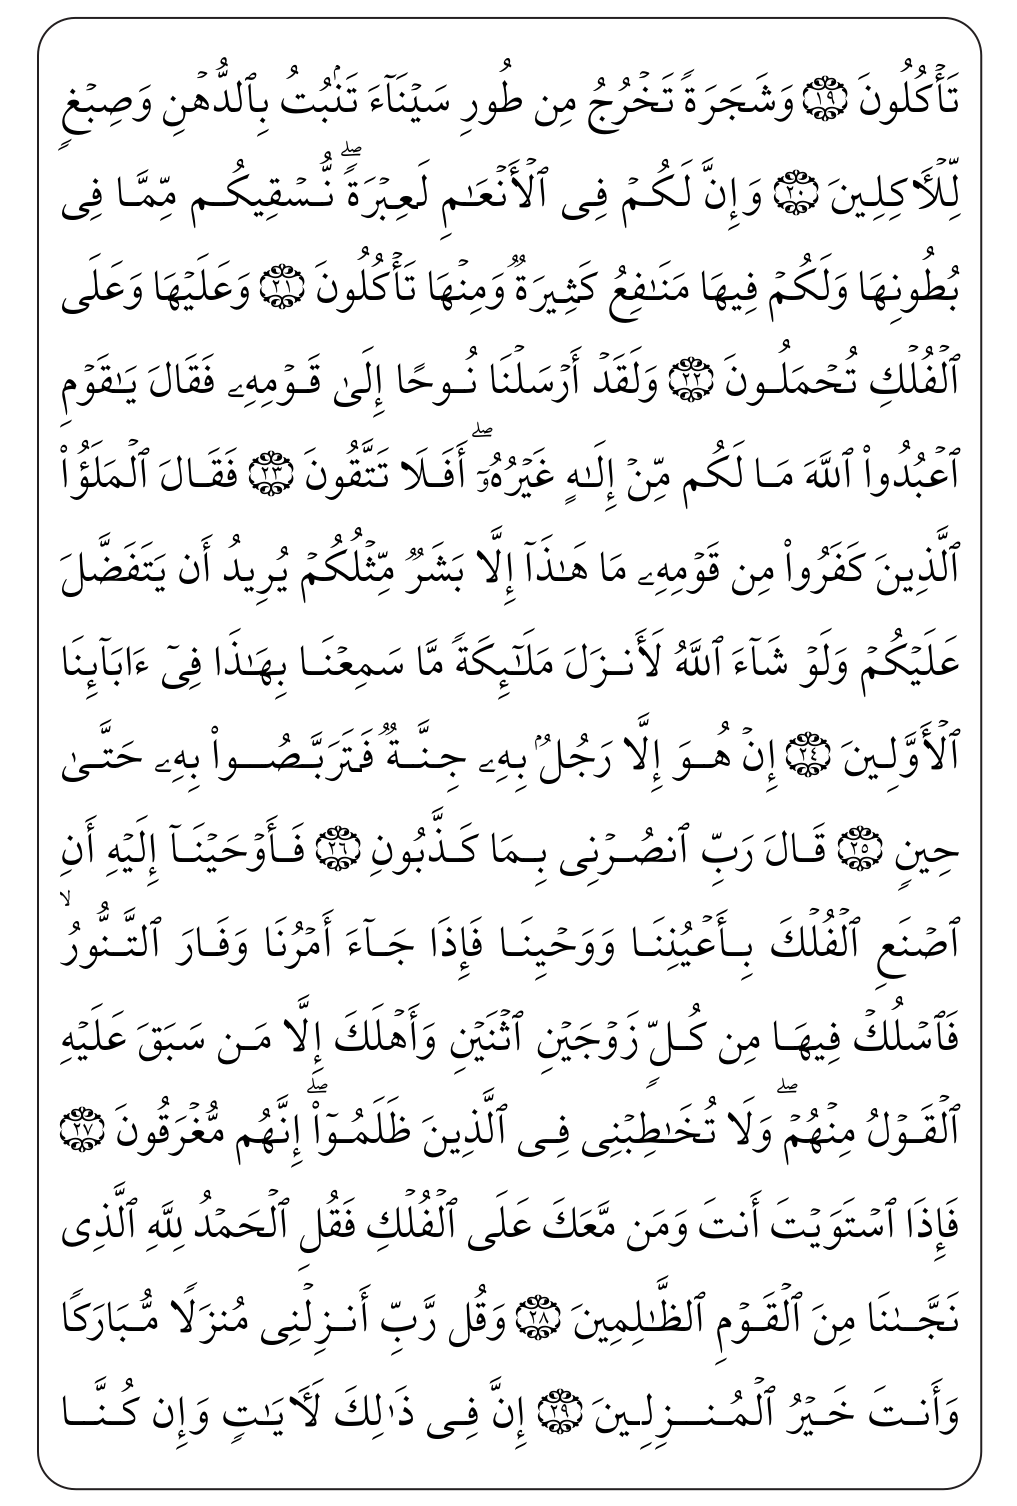 تَأۡكُلُونَ ١٩ وَشَجَرَةٗ تَخۡرُجُ مِن طُورِ سَيۡنَآءَ تَنۢبُتُ بِٱلدُّهۡنِ وَصِبۡغٖ
لِّلۡأٓكِلِينَ ٢٠ وَإِنَّ لَكُمۡ فِي ٱلۡأَنۡعَٰمِ لَعِبۡرَةٗۖ نُّسۡقِيكُم مِّمَّا فِي
بُطُونِهَا وَلَكُمۡ فِيهَا مَنَٰفِعُ كَثِيرَةٞ وَمِنۡهَا تَأۡكُلُونَ ٢١ وَعَلَيۡهَا وَعَلَى
ٱلۡفُلۡكِ تُحۡمَلُونَ ٢٢ وَلَقَدۡ أَرۡسَلۡنَا نُوحًا إِلَىٰ قَوۡمِهِۦ فَقَالَ يَٰقَوۡمِ
ٱعۡبُدُواْ ٱللَّهَ مَا لَكُم مِّنۡ إِلَٰهٍ غَيۡرُهُۥٓۖ أَفَلَا تَتَّقُونَ ٢٣ فَقَالَ ٱلۡمَلَؤُاْ
ٱلَّذِينَ كَفَرُواْ مِن قَوۡمِهِۦ مَا هَٰذَآ إِلَّا بَشَرٞ مِّثۡلُكُمۡ يُرِيدُ أَن يَتَفَضَّلَ
عَلَيۡكُمۡ وَلَوۡ شَآءَ ٱللَّهُ لَأَنزَلَ مَلَٰٓئِكَةٗ مَّا سَمِعۡنَا بِهَٰذَا فِيٓ ءَابَآئِنَا
ٱلۡأَوَّلِينَ ٢٤ إِنۡ هُوَ إِلَّا رَجُلُۢ بِهِۦ جِنَّةٞ فَتَرَبَّصُواْ بِهِۦ حَتَّىٰ
حِينٖ ٢٥ قَالَ رَبِّ ٱنصُرۡنِي بِمَا كَذَّبُونِ ٢٦ فَأَوۡحَيۡنَآ إِلَيۡهِ أَنِ
ٱصۡنَعِ ٱلۡفُلۡكَ بِأَعۡيُنِنَا وَوَحۡيِنَا فَإِذَا جَآءَ أَمۡرُنَا وَفَارَ ٱلتَّنُّورُۙ
فَٱسۡلُكۡ فِيهَا مِن كُلّٖ زَوۡجَيۡنِ ٱثۡنَيۡنِ وَأَهۡلَكَ إِلَّا مَن سَبَقَ عَلَيۡهِ
ٱلۡقَوۡلُ مِنۡهُمۡۖ وَلَا تُخَٰطِبۡنِي فِي ٱلَّذِينَ ظَلَمُوٓاْۖ إِنَّهُم مُّغۡرَقُونَ ٢٧
فَإِذَا ٱسۡتَوَيۡتَ أَنتَ وَمَن مَّعَكَ عَلَى ٱلۡفُلۡكِ فَقُلِ ٱلۡحَمۡدُ لِلَّهِ ٱلَّذِي
نَجَّىٰنَا مِنَ ٱلۡقَوۡمِ ٱلظَّٰلِمِينَ ٢٨ وَقُل رَّبِّ أَنزِلۡنِي مُنزَلٗا مُّبَارَكٗا
وَأَنتَ خَيۡرُ ٱلۡمُنزِلِينَ ٢٩ إِنَّ فِي ذَٰلِكَ لَأٓيَٰتٖ وَإِن كُنَّا